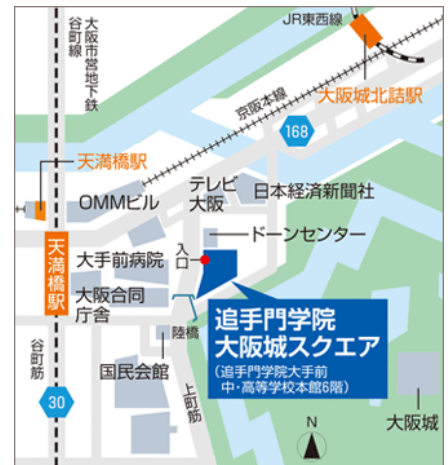 JR東西線
大阪市営地下鉄
谷町線
大阪城北詰駅
京阪本線
168
天満橋駅
テレビ
大阪
日本経済新聞社
OMMビル
ドーンセンター
入口
天満橋駅
大手前病院
大阪合同
庁舎
追手門学院
大阪城スクエア
(追手門学院大手前
中・高等学校本館6階)
陸橋
谷町筋
国民会館
上町筋
30
N
大阪城